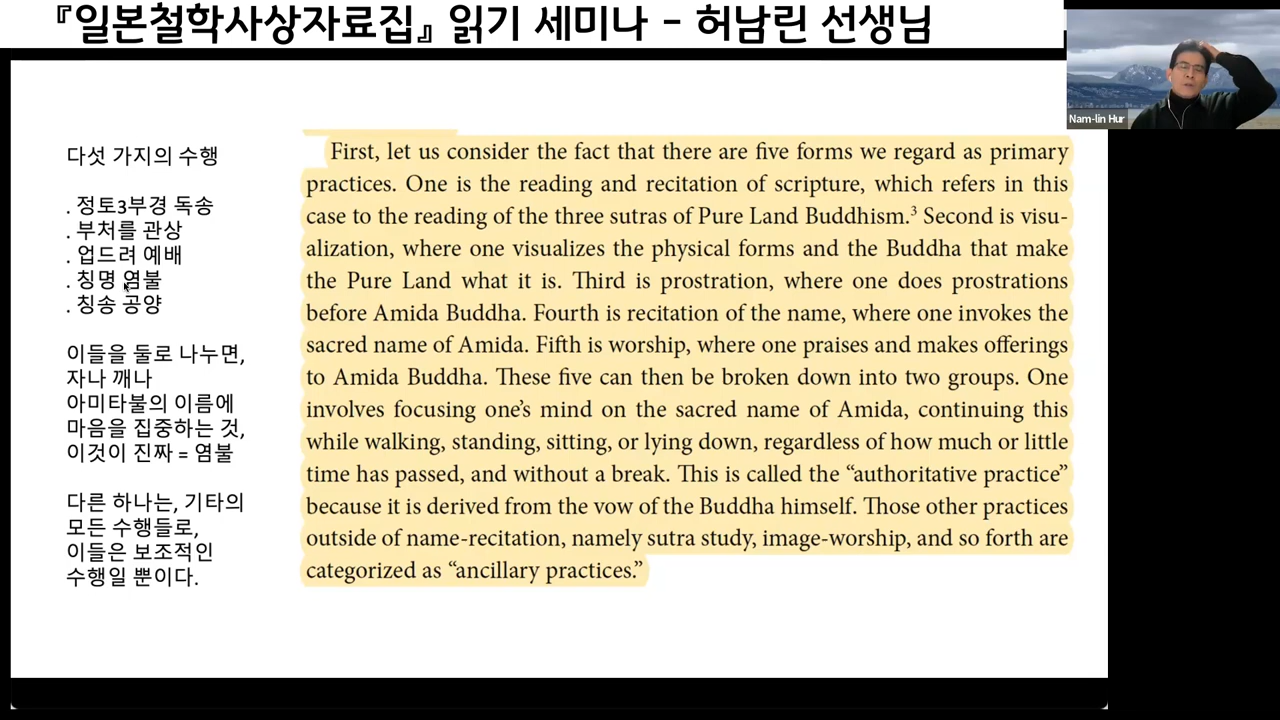 『일본철학사상자료집』 읽기 세미나 - 허남린 선생님
Nam-lin Hur
다섯 가지의 수행
. 정토3부경 독송
. 부처를 관상
. 업드려 예배
. 칭명 염불
. 칭송 공양
이들을 둘로 나누면,
자나 깨나
아미타불의 이름에
마음을 집중하는 것,
이것이 진짜 = 염불
다른 하나는, 기타의
모든 수행들로,
이들은 보조적인
수행일 뿐이다.
First, let us consider the fact that there are five forms we regard as primary
practices. One is the reading and recitation of scripture, which refers in this
case to the reading of the three sutras of Pure Land Buddhism.³ Second is visu-
alization, where one visualizes the physical forms and the Buddha that make
the Pure Land what it is. Third is prostration, where one does prostrations
before Amida Buddha. Fourth is recitation of the name, where one invokes the
sacred name of Amida. Fifth is worship, where one praises and makes offerings
to Amida Buddha. These five can then be broken down into two groups. One
involves focusing one’s mind on the sacred name of Amida, continuing this
while walking, standing, sitting, or lying down, regardless of how much or little
time has passed, and without a break. This is called the “authoritative practice”
because it is derived from the vow of the Buddha himself. Those other practices
outside of name-recitation, namely sutra study, image-worship, and so forth are
categorized as “ancillary practices.”